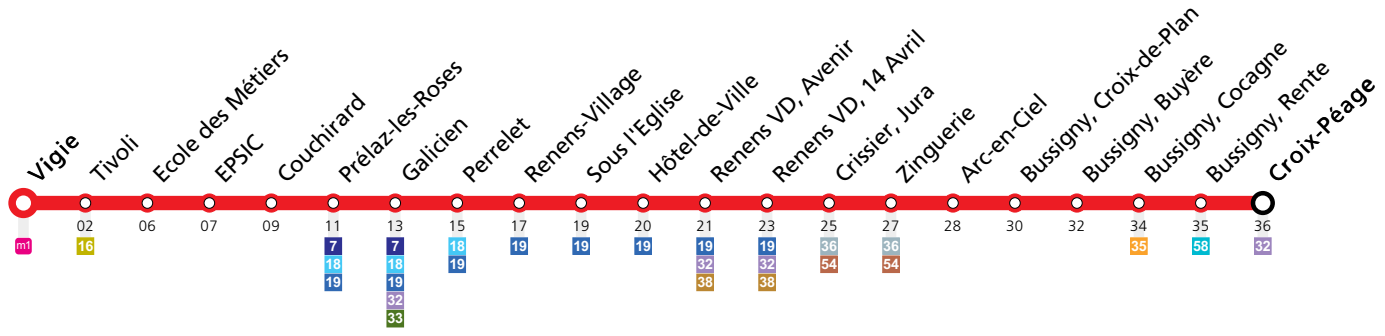 Vigie
Tivoli
Ecole des Métiers
EPSIC
Couchirard
Prélaz-les-Roses
Galicien
Perrelet
Renens-Village
Sous l'Eglise
Hôtel-de-Ville
Renens VD, Avenir
Renens VD, 14 Avril
Crissier, Jura
Zinguerie
Arc-en-Ciel
Bussigny, Croix-de-Plan
Bussigny, Buyère
Bussigny, Cocagne
Bussigny, Rente
Croix-Péage
02 06 07 09 11 13 15 17 19 20 21 23 25 27 28 30 32 34 35 36
m1 16 7 7 18 19 19 19 19 19 36 36 35 58 32
18 18 19 32 32 54 54
19 19 38 38
32
33